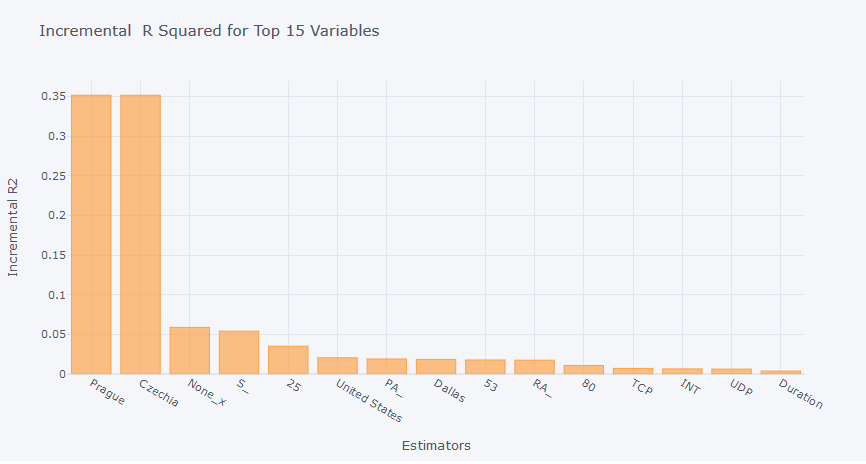 Incremental  R Squared for Top 15 Variables
Incremental R2
0.35
0.3
0.25
0.2
0.15
0.1
0.05
0
Prague
Czechia
None_x
S_
25
United States
PA_
Dallas
53
RA_
80
TCP
INT
UDP
Duration
Estimators